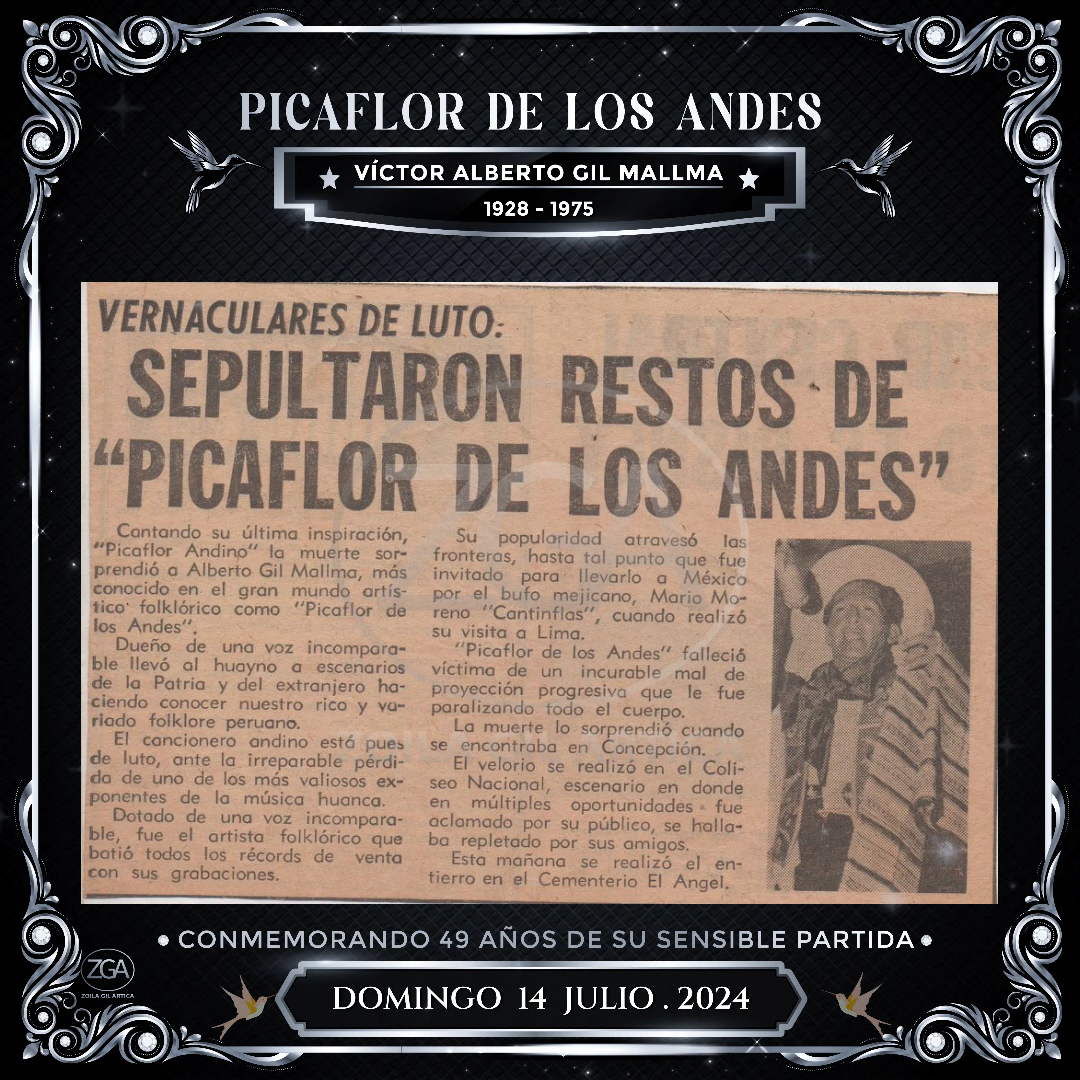 PICAFLOR DE LOS ANDES
VÍCTOR ALBERTO GIL MALLMA
1928 - 1975
VERNACULARES DE LUTO:
SEPULTARON RESTOS DE
“PICAFLOR DE LOS ANDES”
Cantando su última inspiración,
“Picaflor Andino” la muerte sor-
prendió a Alberto Gil Mallma, más
conocido en el gran mundo artís-
tico folklórico como “Picaflor de
los Andes”.
Dueño de una voz incompara-
ble llevó al huayno a escenarios
de la Patria y del extranjero ha-
ciendo conocer nuestro rico y va-
riado folklore peruano.
El cancionero andino está pues
de luto, ante la irreparable pérdi-
da de uno de los más valiosos ex-
ponentes de la música huanca.
Dotado de una voz incompara-
ble, fue el artista folklórico que
batió todos los récords de venta
con sus grabaciones.
Su popularidad atravesó las
fronteras, hasta tal punto que fue
invitado para llevarlo a México
por el bufo mejicano, Mario Mo-
reno “Cantinflas”, cuando realizó
su visita a Lima.
“Picaflor de los Andes” falleció
víctima de un incurable mal de
proyección progresiva que le fue
paralizando todo el cuerpo.
La muerte lo sorprendió cuando
se encontraba en Concepción.
El velorio se realizó en el Coli-
seo Nacional, escenario en donde
en múltiples oportunidades fue
aclamado por su público, se halla-
ba repletado por sus amigos.
Esta mañana se realizó el en-
tierro en el Cementerio El Angel.
• CONMEMORANDO 49 AÑOS DE SU SENSIBLE PARTIDA •
ZGA
ZOILA GIL ARTICA
DOMINGO 14 JULIO . 2024